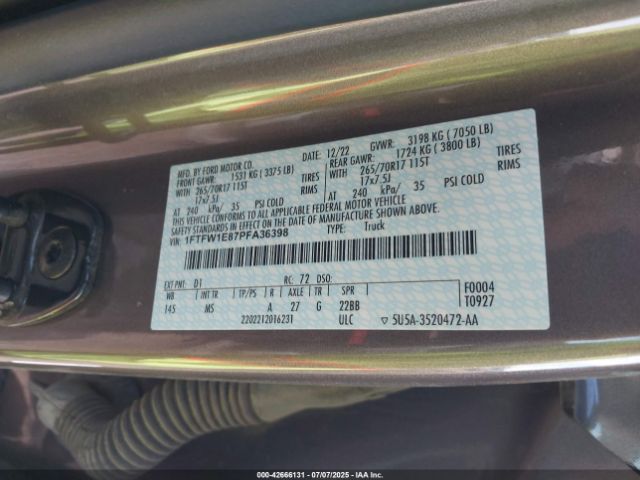 MFD. BY FORD MOTOR CO. 12/22 GVWR: 3198 KG ( 7050 LB)
FRONT GAWR: 1531 KG ( 3375 LB) REAR GAWR: 1724 KG ( 3800 LB)
WITH 265/70R17 115T TIRES WITH 265/70R17 115T TIRES
17x7.5J RIMS 17x7.5J RIMS
AT 240 kPa/ 35 PSI COLD AT 240 kPa/ 35 PSI COLD
THIS VEHICLE CONFORMS TO ALL APPLICABLE FEDERAL MOTOR VEHICLE
SAFETY STANDARDS IN EFFECT ON THE DATE OF MANUFACTURE SHOWN ABOVE.
VIN: 1FTFW1E87PFA36398 TYPE: Truck
EXT PNT: D1 RC: 72 DSO: F0004
WB INT TR TP/PS R AXLE TR SPR T0927
145 MS A 27 G 22BB
2202212016231 ULC ▽ 5U5A-3520472-AA
000-42666131 - 07/07/2025 - IAAI.com